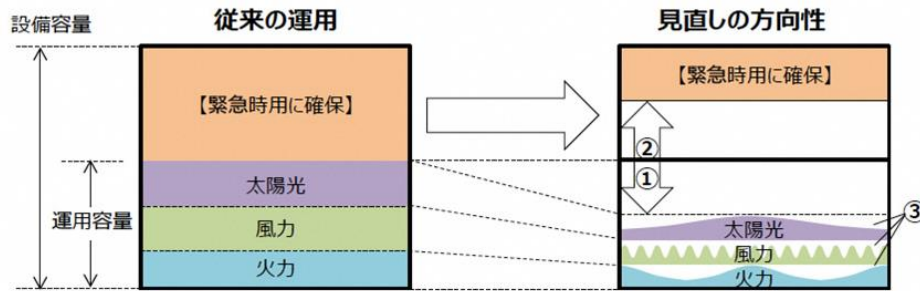 設備容量
従来の運用
見直しの方向性
【緊急時用に確保】
【緊急時用に確保】
②
①
運用容量
太陽光
風力
火力
③
太陽光
風力
火力